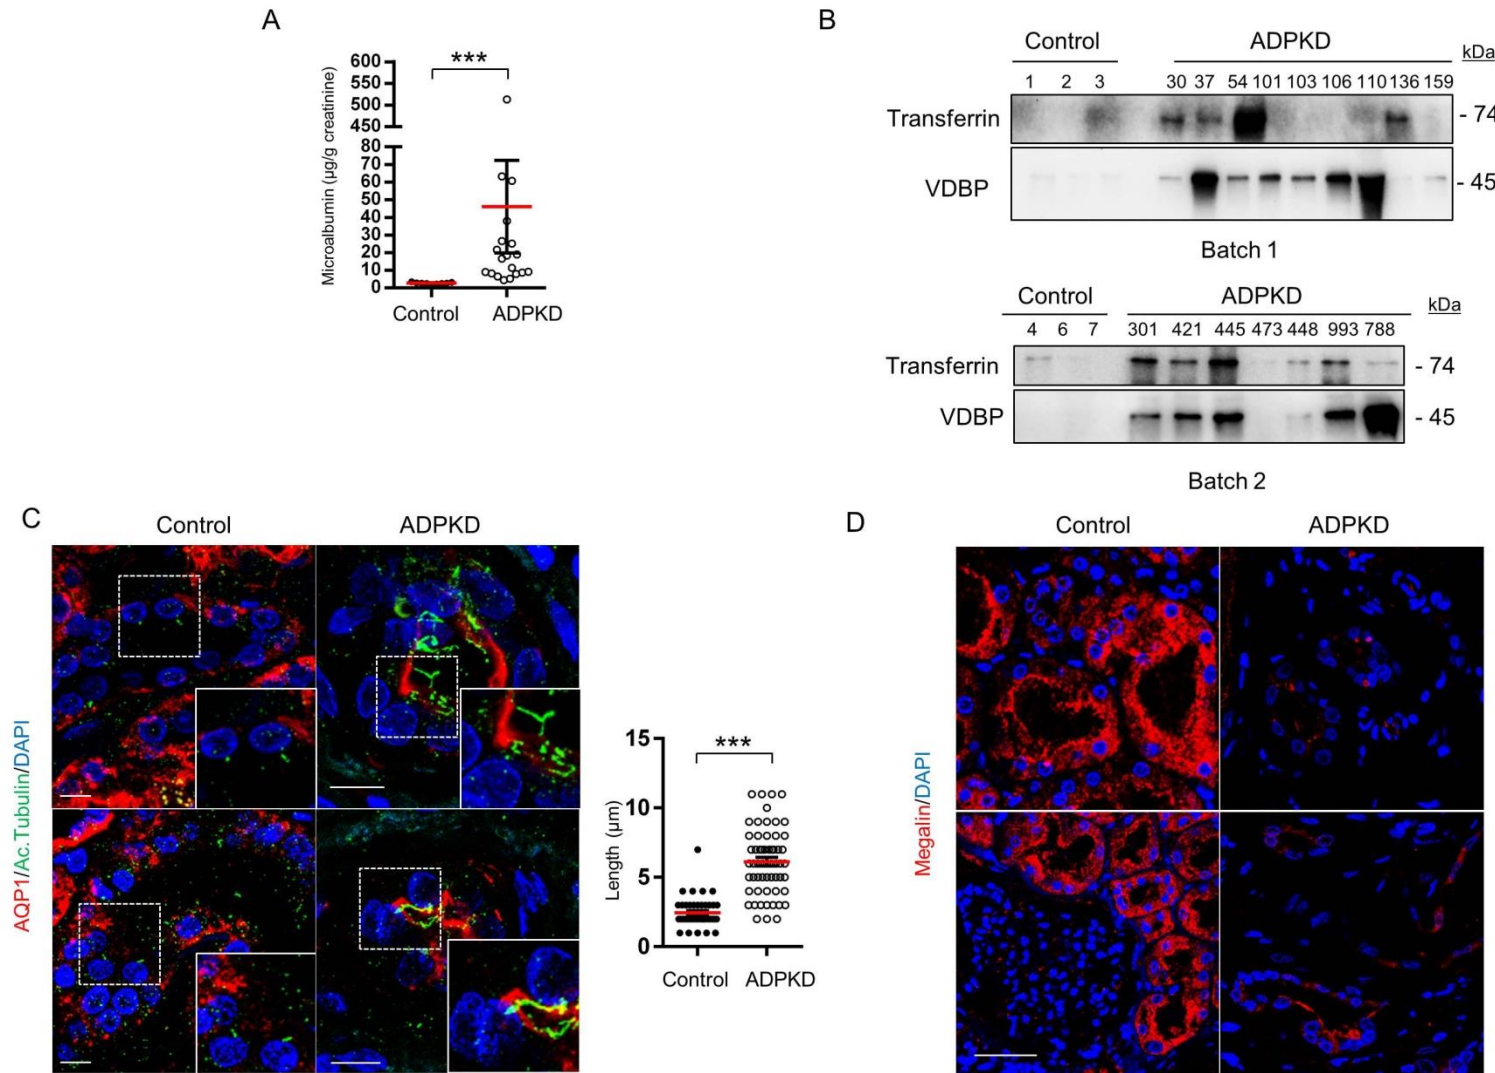 A
Microalbumin (µg/g creatinine)
600
550
500
450
80
70
60
50
40
30
20
10
0
***
Control ADPKD
B
Control ADPKD kDa
1 2 3 30 37 54 101 103 106 110 136 159
Transferrin - 74
VDBP - 45
Batch 1
Control ADPKD kDa
4 6 7 301 421 445 473 448 993 788
Transferrin - 74
VDBP - 45
Batch 2
C
Control ADPKD
AQP1/Ac.Tubulin/DAPI
Length (µm)
15
10
5
0
***
Control ADPKD
D
Control ADPKD
Megalin/DAPI